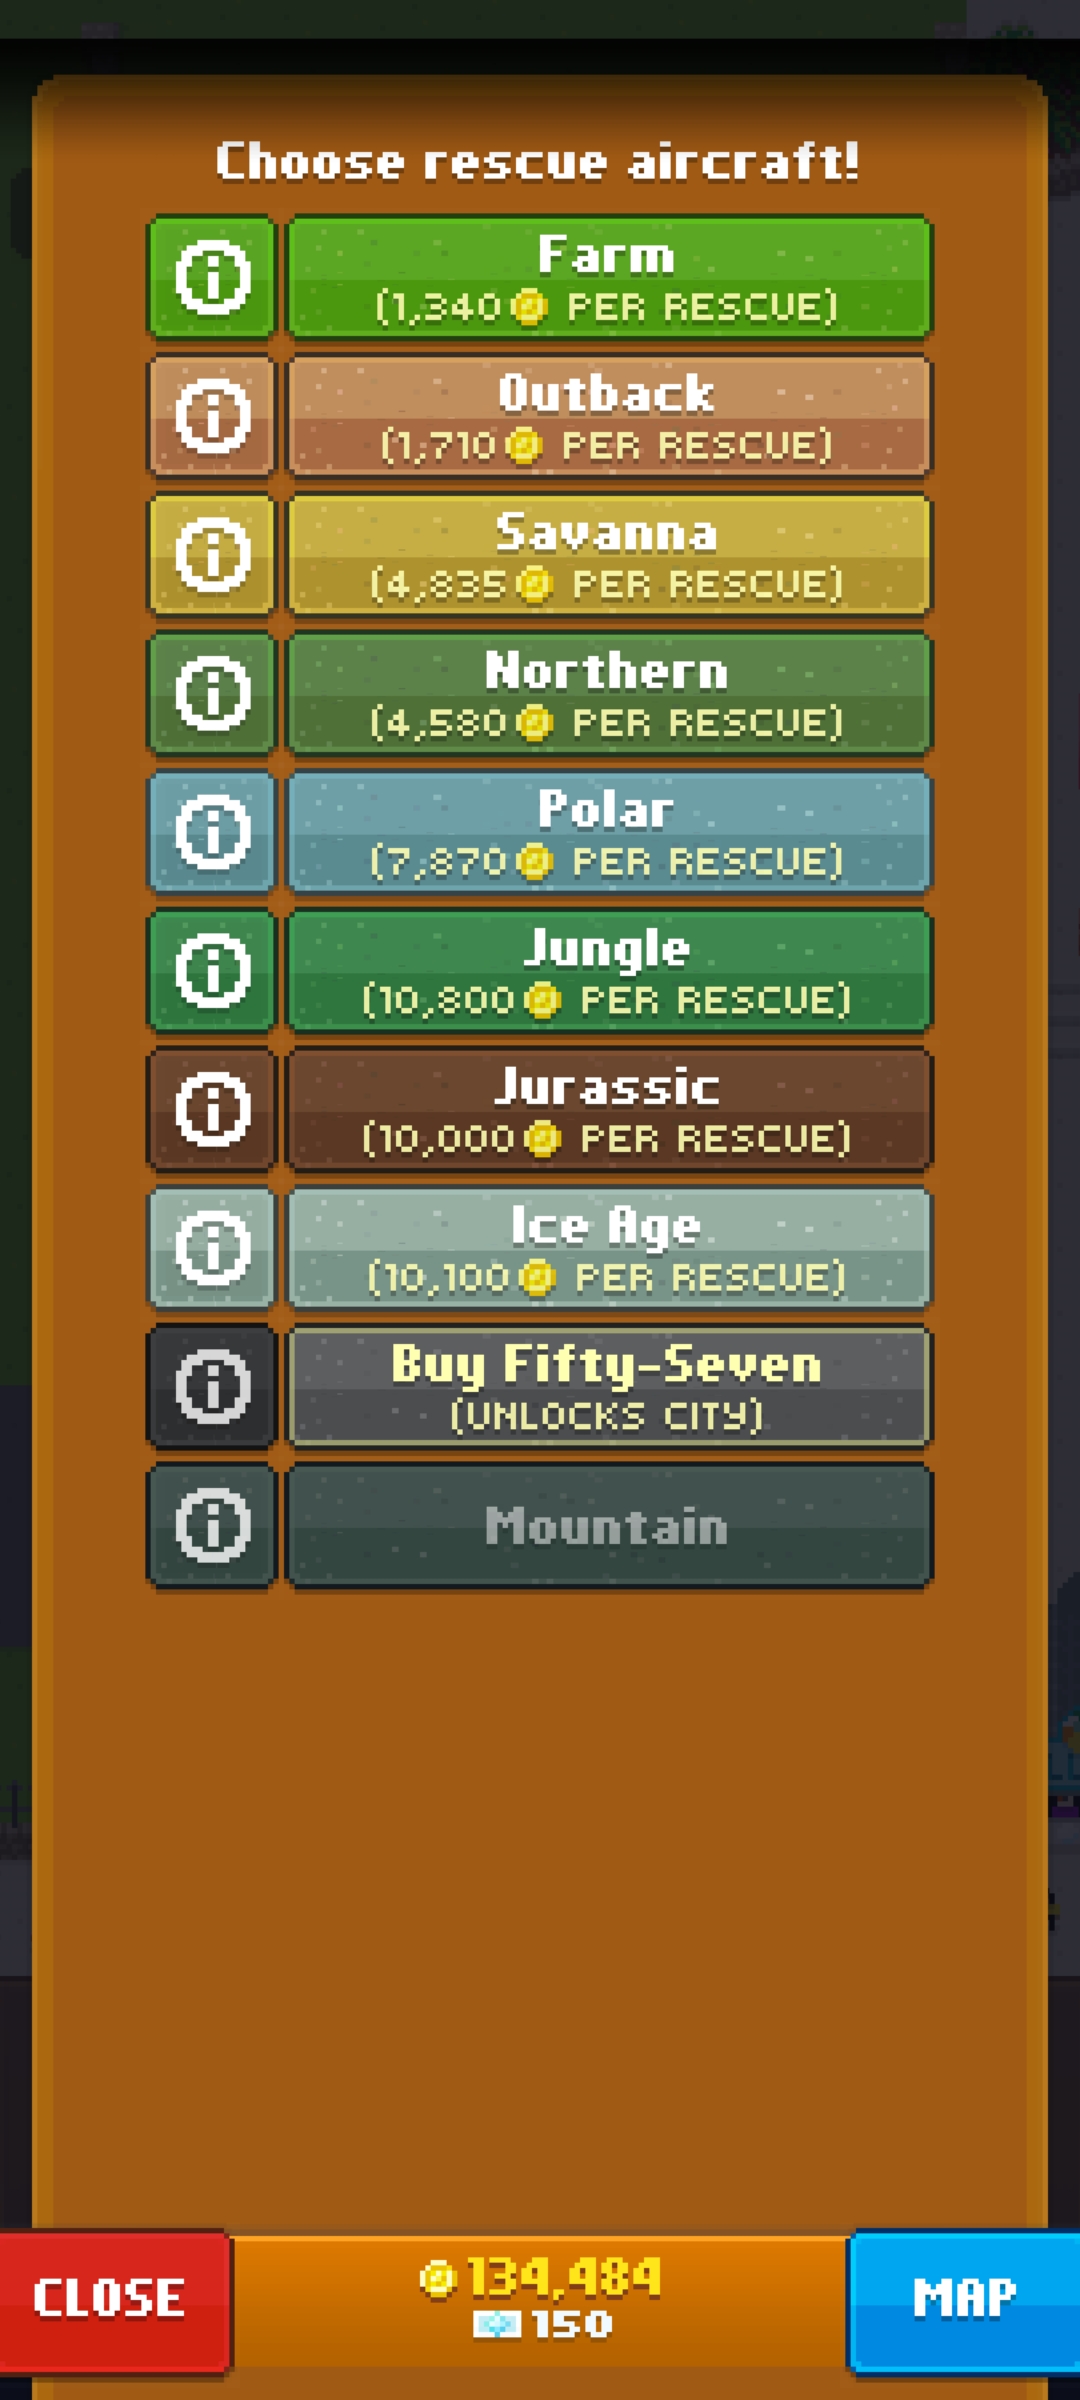 Choose rescue aircraft!
Farm
(1,340 PER RESCUE)
Outback
(1,710 PER RESCUE)
Savanna
(4,835 PER RESCUE)
Northern
(4,580 PER RESCUE)
Polar
(7,870 PER RESCUE)
Jungle
(10,800 PER RESCUE)
Jurassic
(10,000 PER RESCUE)
Ice Age
(10,100 PER RESCUE)
Buy Fifty-Seven
(UNLOCKS CITY)
Mountain
CLOSE
134,484
150
MAP